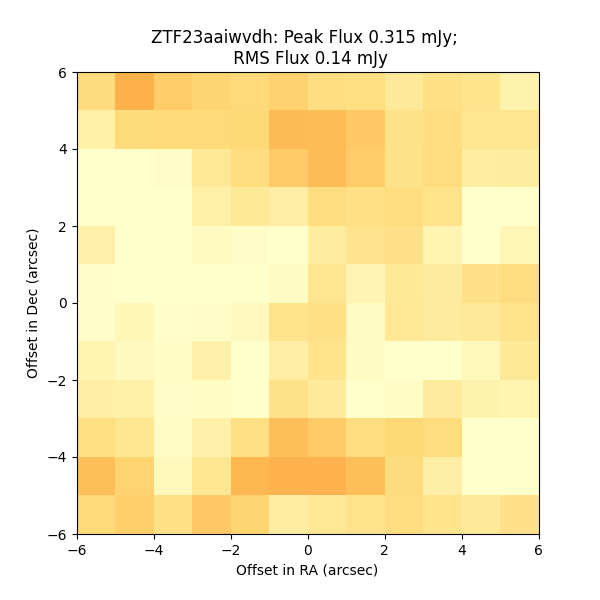 ZTF23aaiwvdh: Peak Flux 0.315 mJy;
RMS Flux 0.14 mJy
6
4
2
0
−2
−4
−6
Offset in Dec (arcsec)
−6 −4 −2 0 2 4 6
Offset in RA (arcsec)